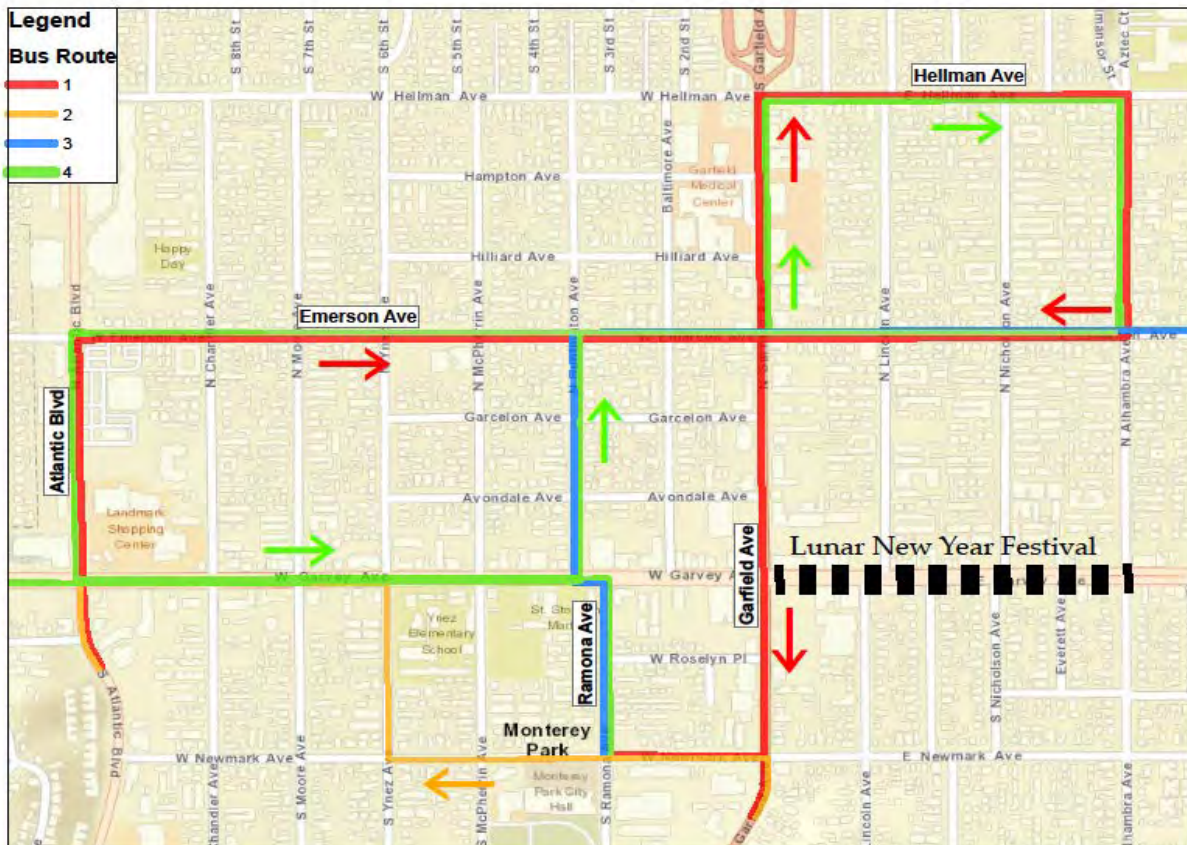 Legend
Bus Route
1
2
3
4
S 8th St
S 7th St
S 6th St
S 5th St
S 4th St
S 3rd St
S 2nd St
S Garfield
Aztec Ct
Hellman Ave
W Hellman Ave
W Hellman Ave
E Hellman Ave
Hampton Ave
Baltimore Ave
Garfield
Medical
Center
Happy
Day
Hilliard Ave
Hilliard Ave
Emerson Ave
N Chandler Ave
N Moore Ave
N McPherrin Ave
N Lincoln Ave
N Nicholson Ave
N Alhambra Ave
Garcelon Ave
Garcelon Ave
Atlantic Blvd
Avondale Ave
Avondale Ave
Landmark
Shopping
Center
Garfield Ave
Lunar New Year Festival
W Garvey Ave
W Garvey
Ynez
Elementary
School
Ramona Ave
W Roselyn Pl
S Nicholson Ave
Everett Ave
S Atlantic Blvd
Monterey
Park
W Newmark Ave
W Newmark Ave
E Newmark Ave
S Moore Ave
S Ynez Ave
S McPherrin Ave
Monterey
Park City
Hall
S Ramona
Chandler Ave
Lincoln Ave
Alhambra Ave